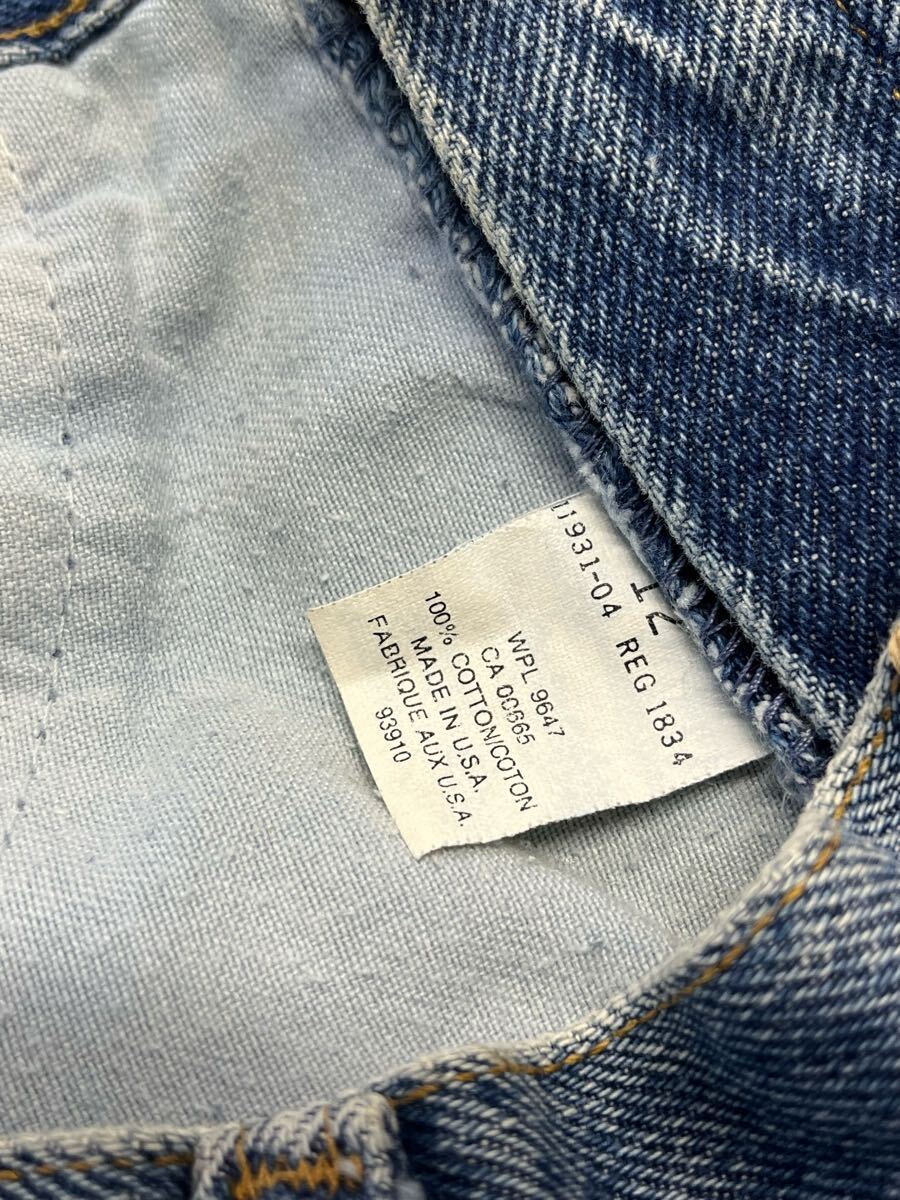 12
11931-04 REG 1834
WPL 9647
CA 00665
100% COTTON/COTON
MADE IN U.S.A.
FABRIQUE AUX U.S.A.
93910